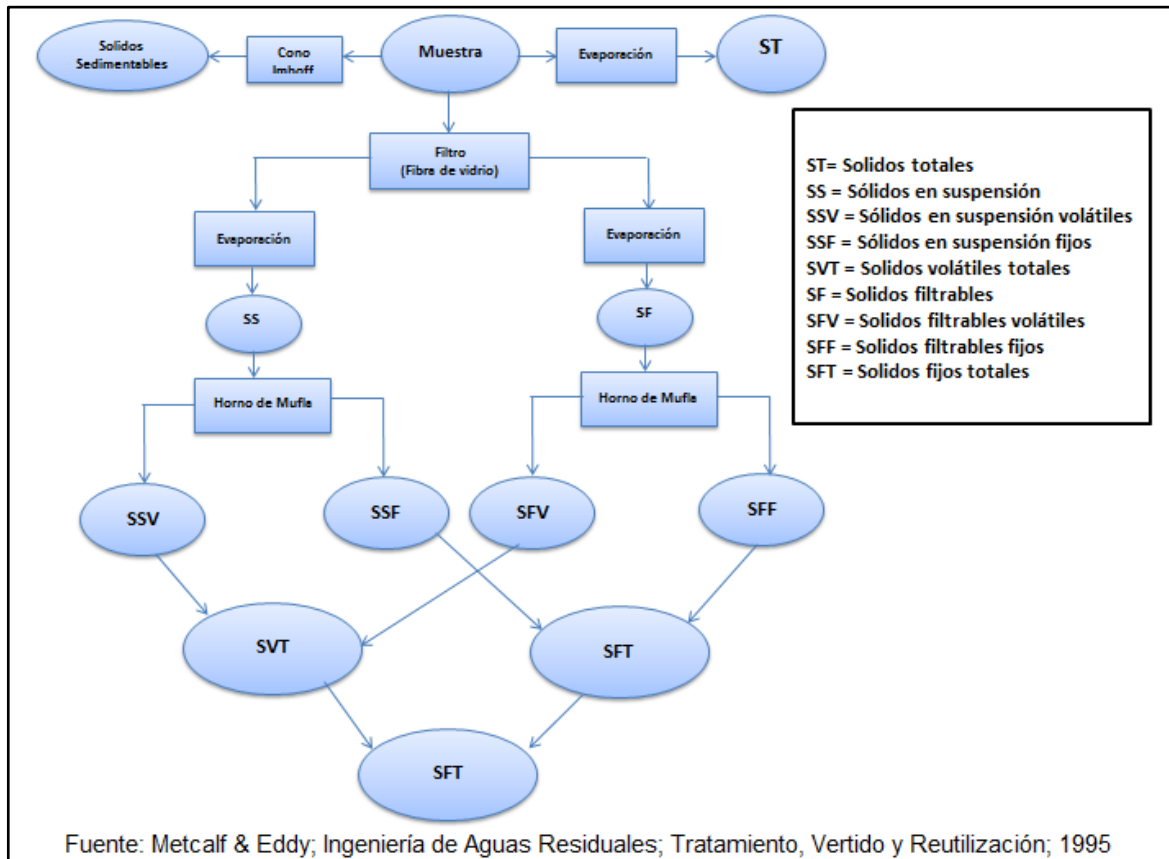 Solidos
Sedimentables
Cono
Imhoff
Muestra
Evaporación
ST
Filtro
(Fibra de vidrio)
ST= Solidos totales
SS = Sólidos en suspensión
SSV = Sólidos en suspensión volátiles
SSF = Sólidos en suspensión fijos
SVT = Solidos volátiles totales
SF = Solidos filtrables
SFV = Solidos filtrables volátiles
SFF = Solidos filtrables fijos
SFT = Solidos fijos totales
Evaporación
Evaporación
SS
SF
Horno de Mufla
Horno de Mufla
SSV
SSF
SFV
SFF
SVT
SFT
SFT
Fuente: Metcalf & Eddy; Ingeniería de Aguas Residuales; Tratamiento, Vertido y Reutilización; 1995